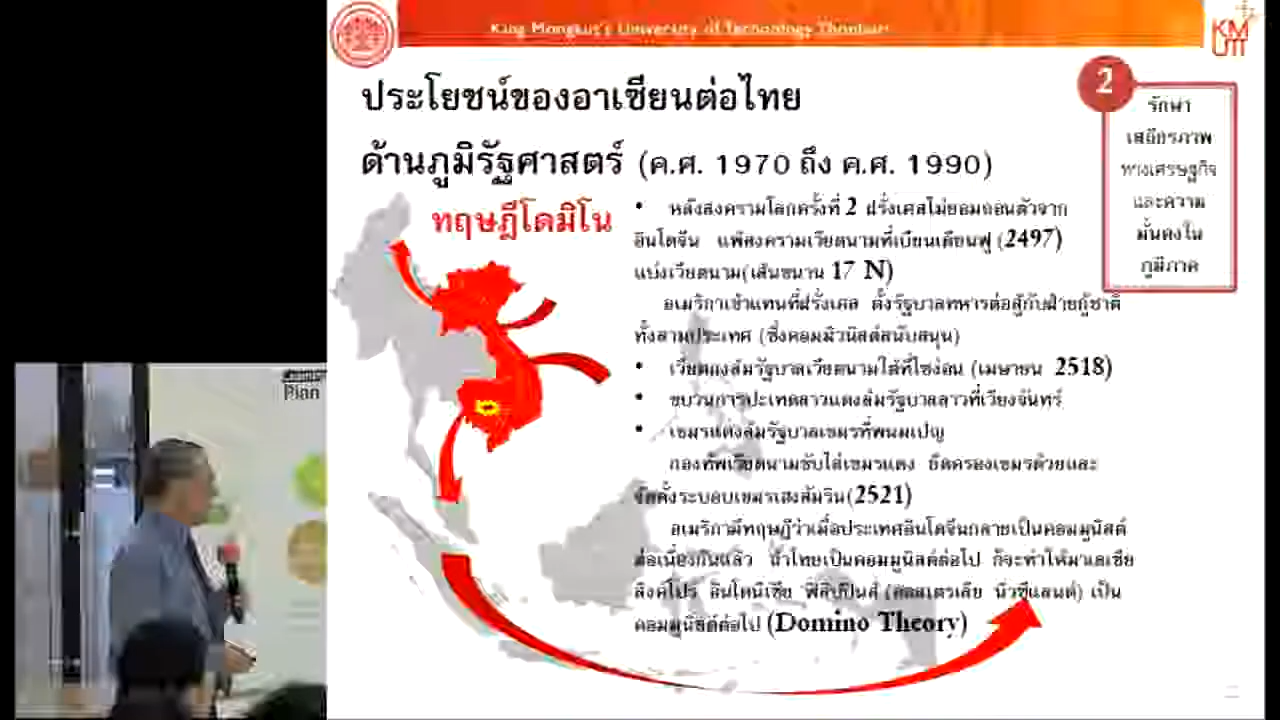 King Mongkut's University of Technology Thonburi
KM
UTT
ประโยชน์ของอาเซียนต่อไทย
ด้านภูมิรัฐศาสตร์ (ค.ศ. 1970 ถึง ค.ศ. 1990)
2
รักษา
เสถียรภาพ
ทางเศรษฐกิจ
และความ
มั่นคงใน
ภูมิภาค
ทฤษฎีโดมิโน
• หลังสงครามโลกครั้งที่ 2 ฝรั่งเศสไม่ยอมถอนตัวจาก
อินโดจีน แพ้สงครามเวียดนามที่เดียนเบียนฟู (2497)
แบ่งเวียดนาม(เส้นขนาน 17 N)
อเมริกาเข้าแทนที่ฝรั่งเศส ตั้งรัฐบาลทหารต่อสู้กับฝ่ายกู้ชาติ
ทั้งสามประเทศ (ซึ่งคอมมิวนิสต์สนับสนุน)
• เวียดกงล้มรัฐบาลเวียดนามใต้ที่ไซ่ง่อน (เมษายน 2518)
• ขบวนการปะเทดลาวแดงล้มรัฐบาลลาวที่เวียงจันทร์
• เขมรแดงล้มรัฐบาลเขมรที่พนมเปญ
กองทัพเวียดนามขับไล่เขมรแดง ยึดครองเขมรด้วยและ
จัดตั้งระบอบเขมรเฮงสัมริน(2521)
อเมริกามีทฤษฎีว่าเมื่อประเทศอินโดจีนกลายเป็นคอมมูนิสต์
ต่อเนื่องกันแล้ว ถ้าไทยเป็นคอมมูนิสต์ต่อไป ก็จะทำให้มาเลเซีย
สิงคโปร์ อินโดนีเซีย ฟิลิปปินส์ (ออสเตรเลีย นิวซีแลนด์) เป็น
คอมมูนิสต์ต่อไป (Domino Theory)
Plan